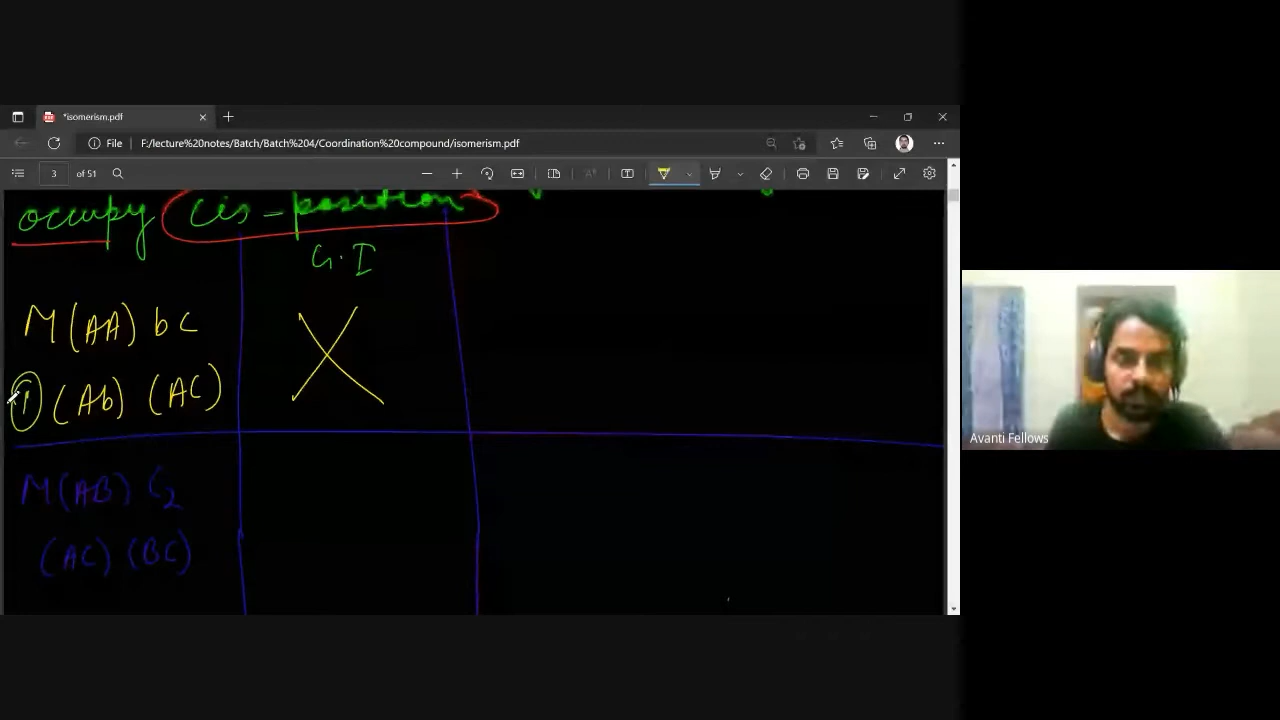 *isomerism.pdf
File F:/lecture%20notes/Batch/Batch%204/Coordination%20compound/isomerism.pdf
3 of 51
occupy cis-position
G.I
M(AA) bc
① (Ab) (AC)
M(AB) C₂
(AC) (BC)
Avanti Fellows